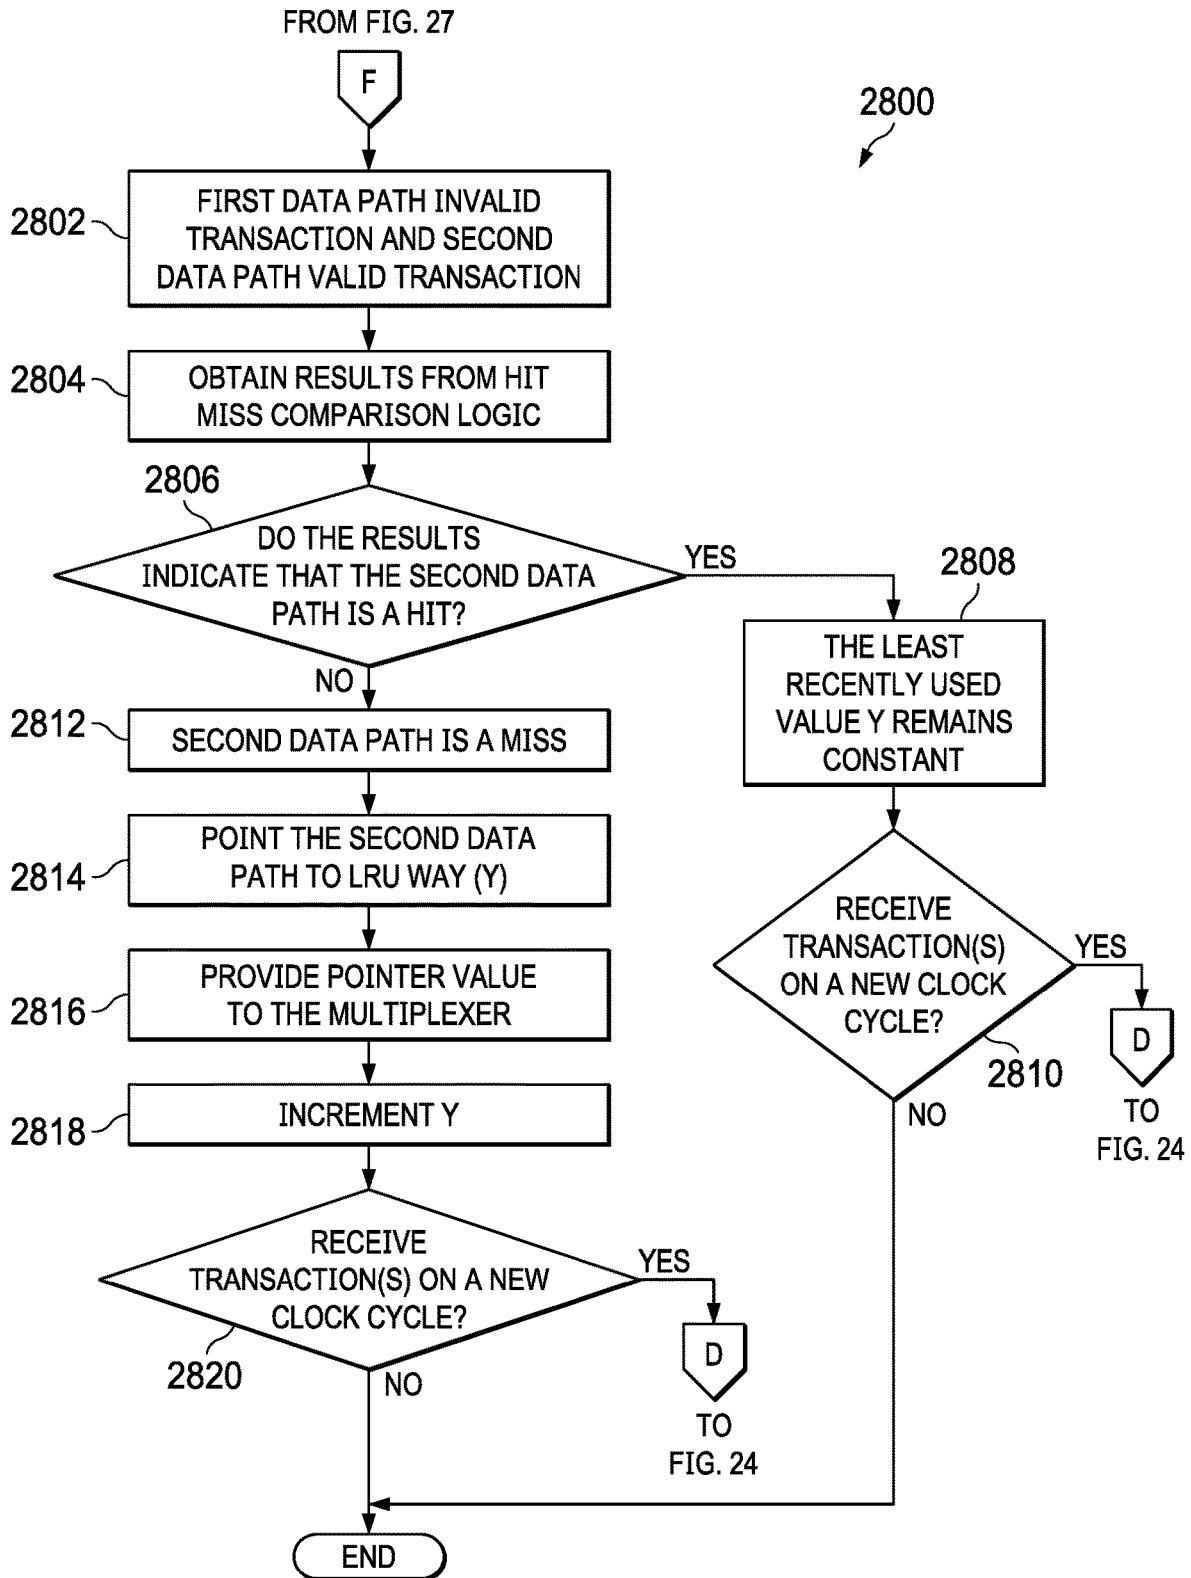 FROM FIG. 27
F
2800
2802
FIRST DATA PATH INVALID
TRANSACTION AND SECOND
DATA PATH VALID TRANSACTION
2804
OBTAIN RESULTS FROM HIT
MISS COMPARISON LOGIC
2806
DO THE RESULTS
INDICATE THAT THE SECOND DATA
PATH IS A HIT?
YES
NO
2808
THE LEAST
RECENTLY USED
VALUE Y REMAINS
CONSTANT
2812
SECOND DATA PATH IS A MISS
2814
POINT THE SECOND DATA
PATH TO LRU WAY (Y)
RECEIVE
TRANSACTION(S)
ON A NEW CLOCK
CYCLE?
YES
D
TO
FIG. 24
2810
NO
2816
PROVIDE POINTER VALUE
TO THE MULTIPLEXER
2818
INCREMENT Y
RECEIVE
TRANSACTION(S) ON A NEW
CLOCK CYCLE?
YES
D
TO
FIG. 24
2820
NO
END